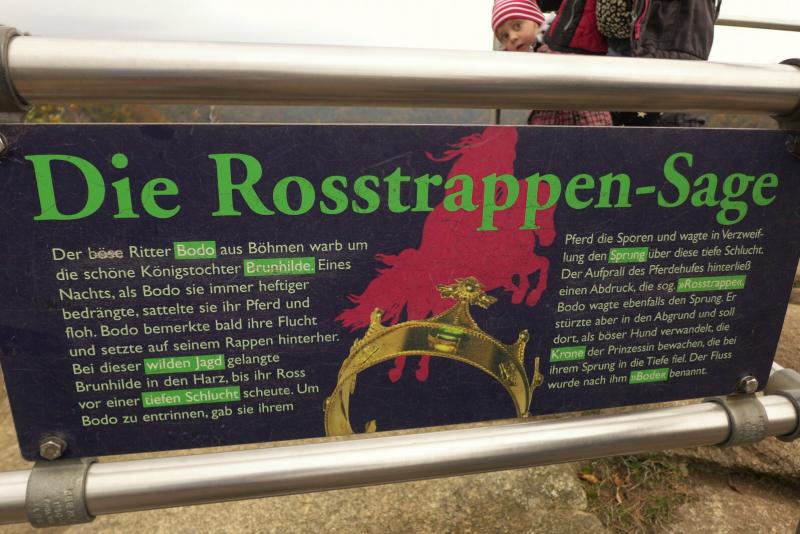 Die Rosstrappen-Sage
Der böse Ritter Bodo aus Böhmen warb um
die schöne Königstochter Brunhilde. Eines
Nachts, als Bodo sie immer heftiger
bedrängte, sattelte sie ihr Pferd und
floh. Bodo bemerkte bald ihre Flucht
und setzte auf seinem Rappen hinterher.
Bei dieser wilden Jagd gelangte
Brunhilde in den Harz, bis ihr Ross
vor einer tiefen Schlucht scheute. Um
Bodo zu entrinnen, gab sie ihrem
Pferd die Sporen und wagte in Verzweif-
lung den Sprung über diese tiefe Schlucht.
Der Aufprall des Pferdehufes hinterließ
einen Abdruck, die sog. »Rosstrappe«.
Bodo wagte ebenfalls den Sprung. Er
stürzte aber in den Abgrund und soll
dort, als böser Hund verwandelt, die
Krone der Prinzessin bewachen, die bei
ihrem Sprung in die Tiefe fiel. Der Fluss
wurde nach ihm »Bode« benannt.